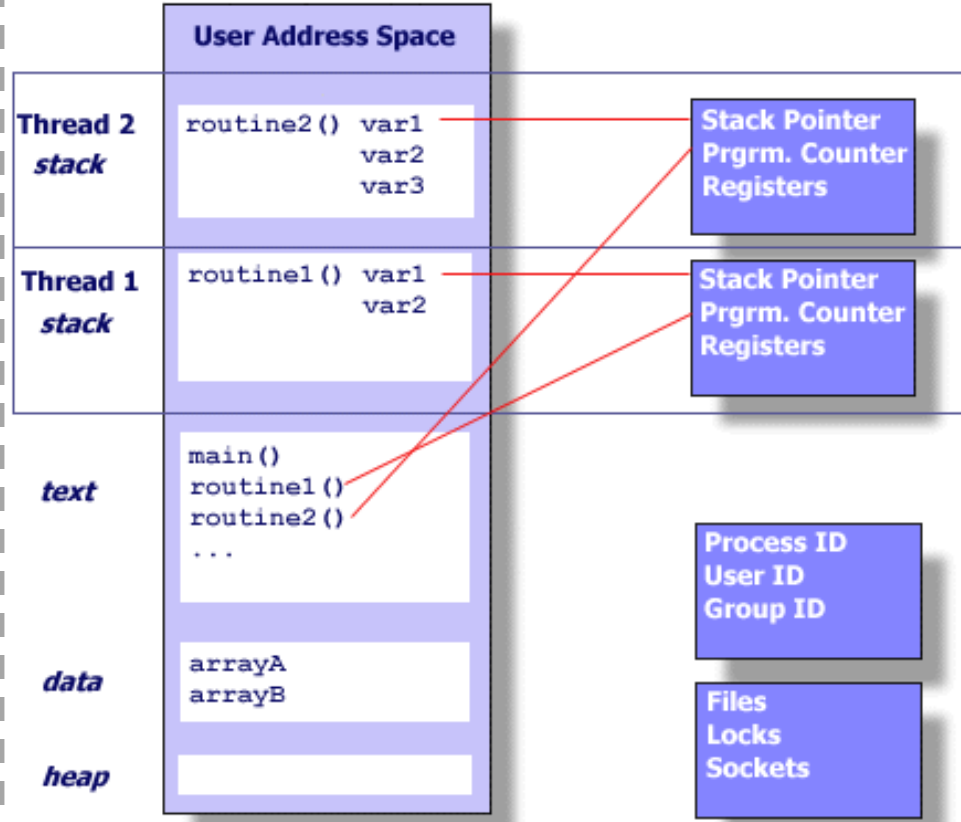 User Address Space
Thread 2
stack
routine2() var1
var2
var3
Stack Pointer
Prgrm. Counter
Registers
Thread 1
stack
routine1() var1
var2
Stack Pointer
Prgrm. Counter
Registers
text
main()
routine1()
routine2()
...
Process ID
User ID
Group ID
data
arrayA
arrayB
Files
Locks
Sockets
heap